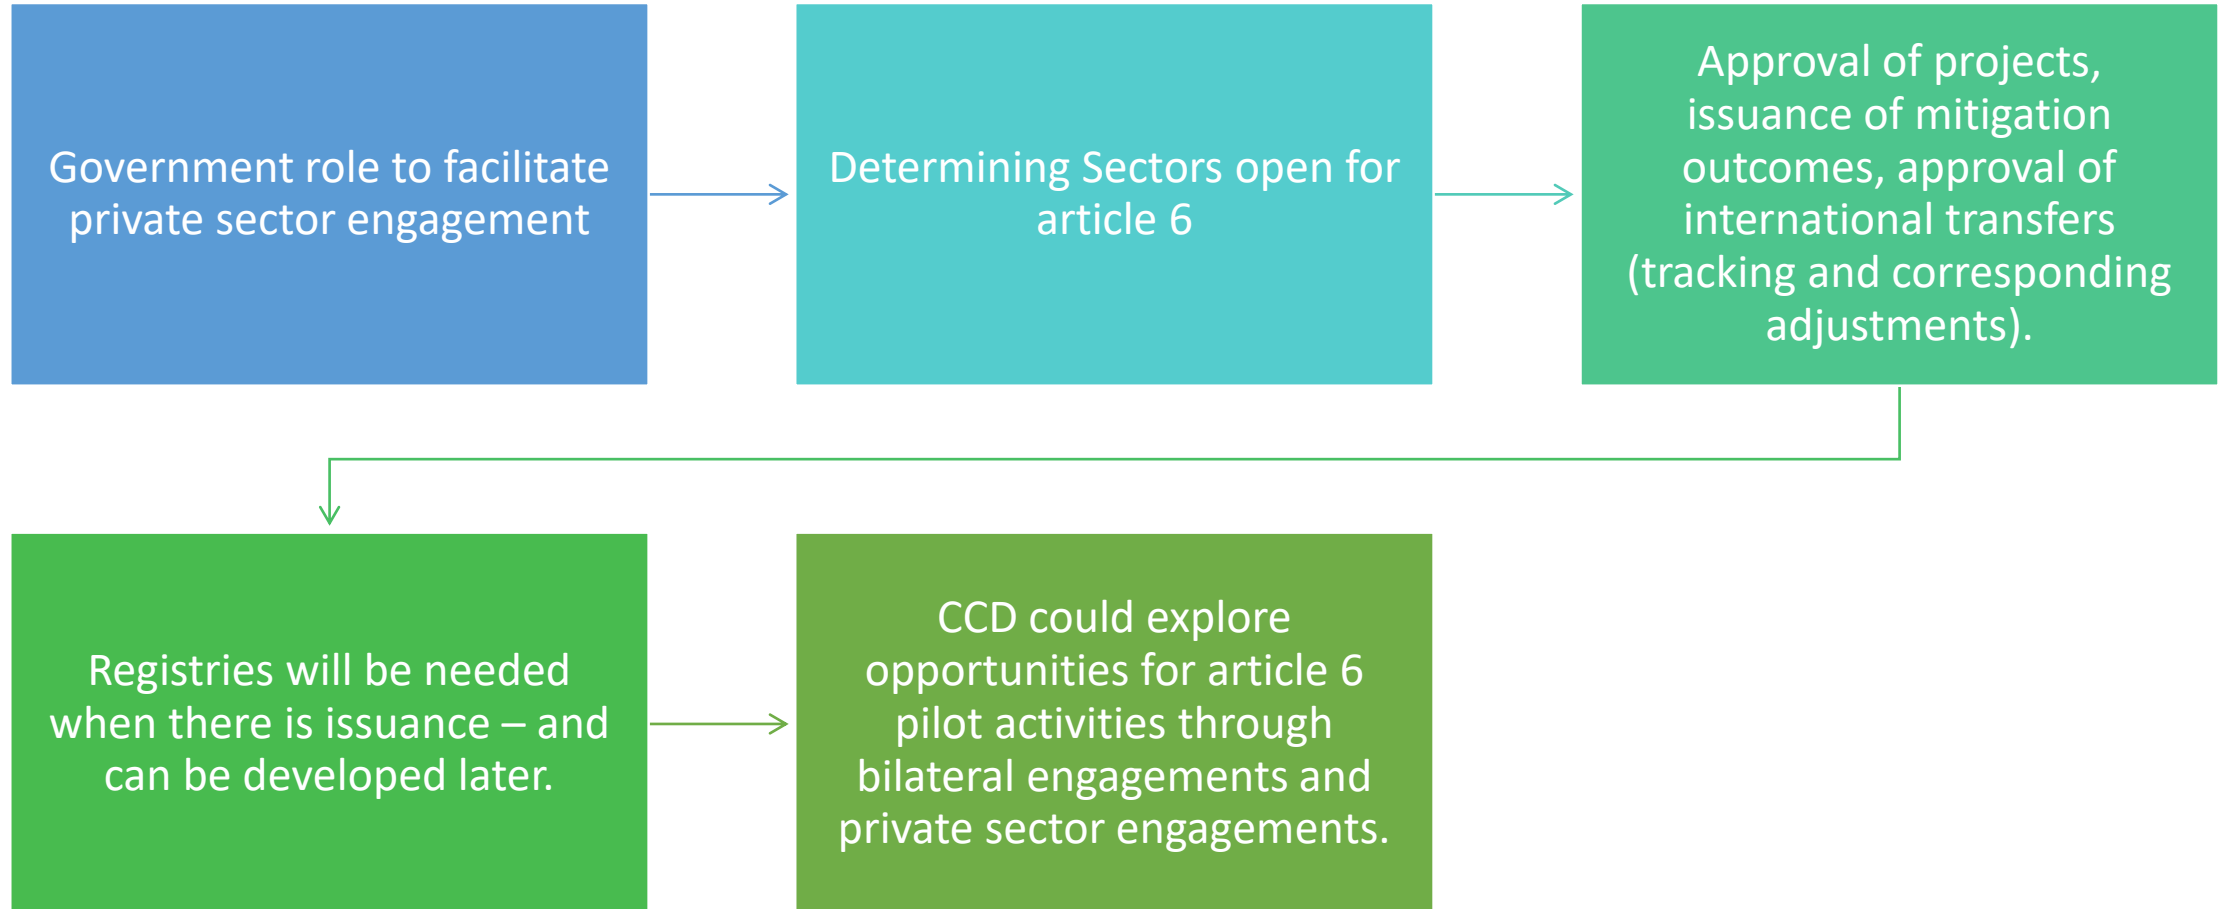 Government role to facilitate
private sector engagement
Determining Sectors open for
article 6
Approval of projects,
issuance of mitigation
outcomes, approval of
international transfers
(tracking and corresponding
adjustments).
Registries will be needed
when there is issuance – and
can be developed later.
CCD could explore
opportunities for article 6
pilot activities through
bilateral engagements and
private sector engagements.